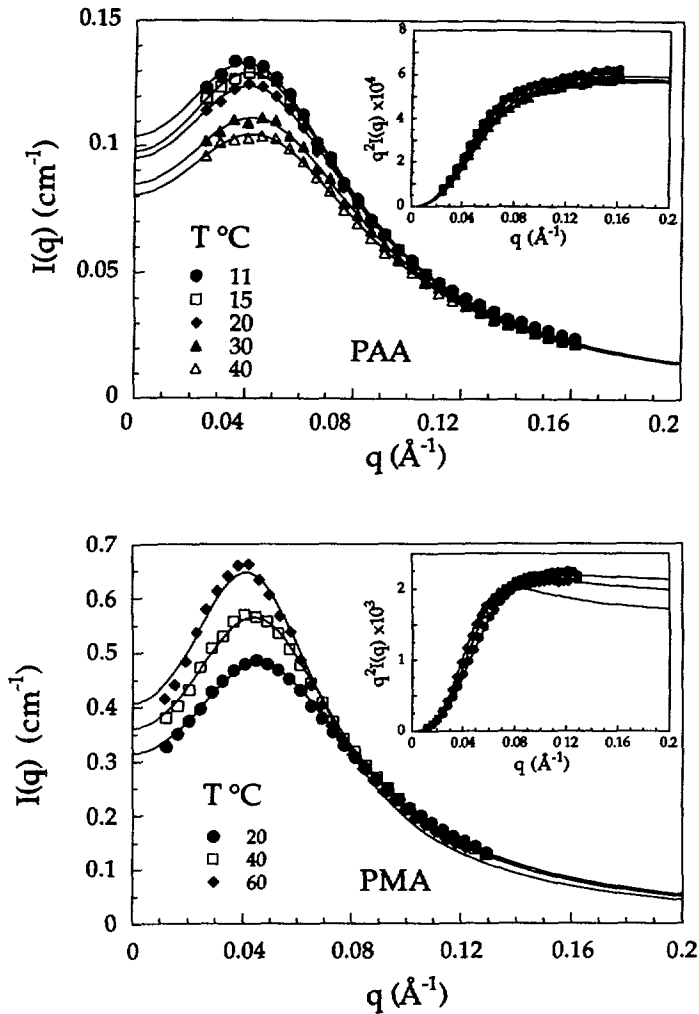 0.15
0.1
0.05
0
I(q) (cm⁻¹)
T °C
11
15
20
30
40
PAA
0 0.04 0.08 0.12 0.16 0.2
q (Å⁻¹)
8
6
4
2
0
q²I(q) ×10⁴
0 0.04 0.08 0.12 0.16 0.2
q (Å⁻¹)
0.7
0.6
0.5
0.4
0.3
0.2
0.1
0
I(q) (cm⁻¹)
T °C
20
40
60
PMA
0 0.04 0.08 0.12 0.16 0.2
q (Å⁻¹)
2
1
0
q²I(q) ×10³
0 0.04 0.08 0.12 0.16 0.2
q (Å⁻¹)